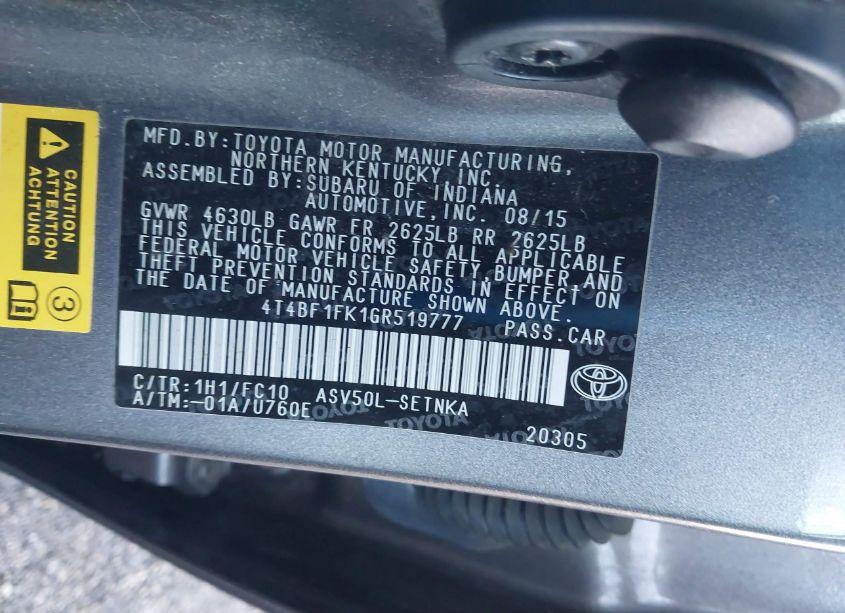 CAUTION
ATTENTION
ACHTUNG
3
MFD.BY:TOYOTA MOTOR MANUFACTURING,
NORTHERN KENTUCKY, INC.
ASSEMBLED BY:SUBARU OF INDIANA
AUTOMOTIVE,INC. 08/15
GVWR 4630LB GAWR FR 2625LB RR 2625LB
THIS VEHICLE CONFORMS TO ALL APPLICABLE
FEDERAL MOTOR VEHICLE SAFETY,BUMPER,AND
THEFT PREVENTION STANDARDS IN EFFECT ON
THE DATE OF MANUFACTURE SHOWN ABOVE.
4T4BF1FK1GR519777 PASS.CAR
C/TR:1H1/FC10 ASV50L-SETNKA
A/TM:-01A/U760E
20305